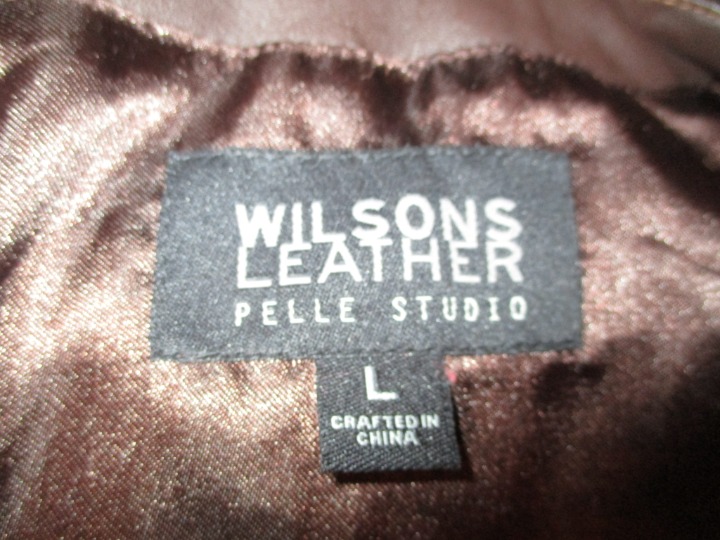 WILSONS
LEATHER
PELLE STUDIO
L
CRAFTED IN
CHINA